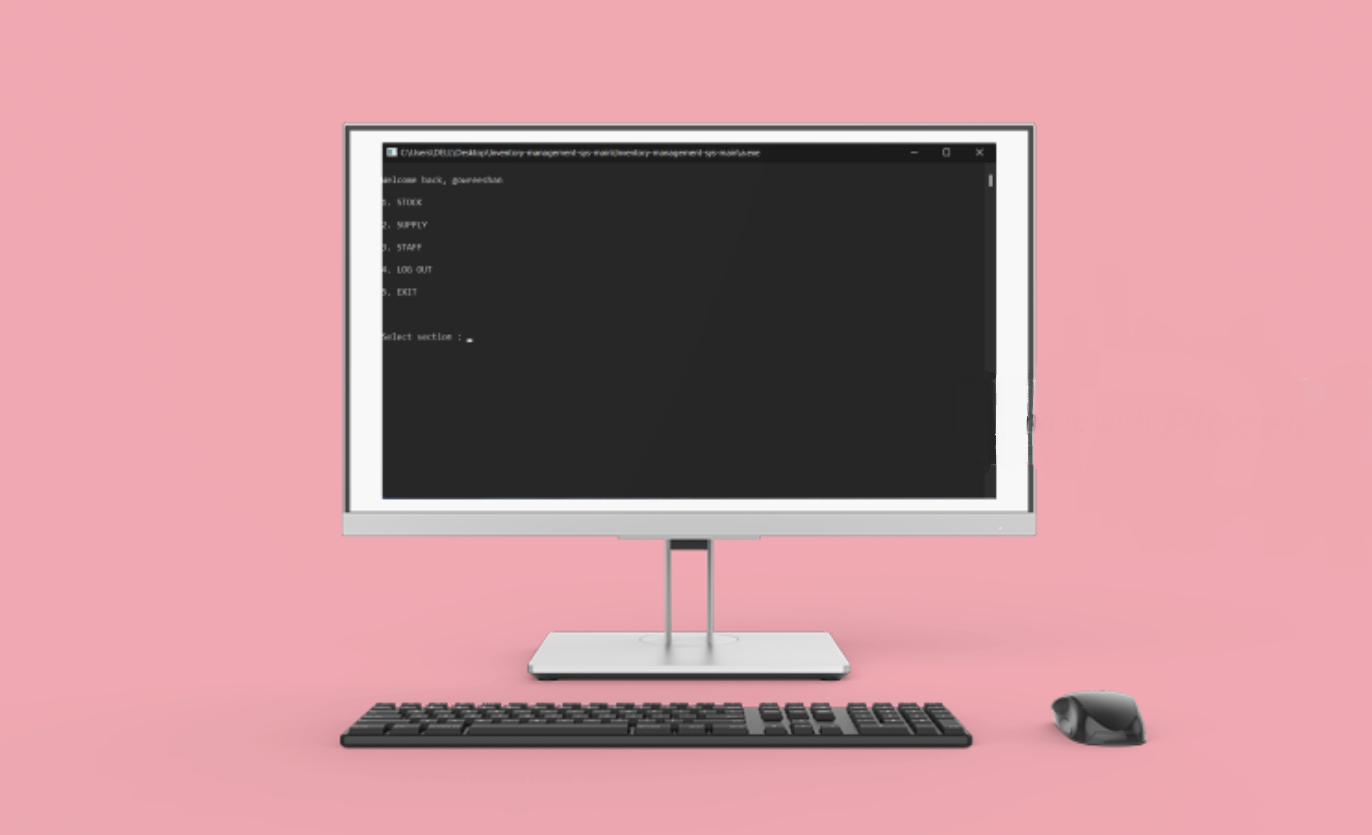 C:\Users\DELL\Desktop\inventory-management-sys-main\inventory-management-sys-main\a.exe
Welcome back, gowreeshan
1. STOCK
2. SUPPLY
3. STAFF
4. LOG OUT
5. EXIT
Select section :